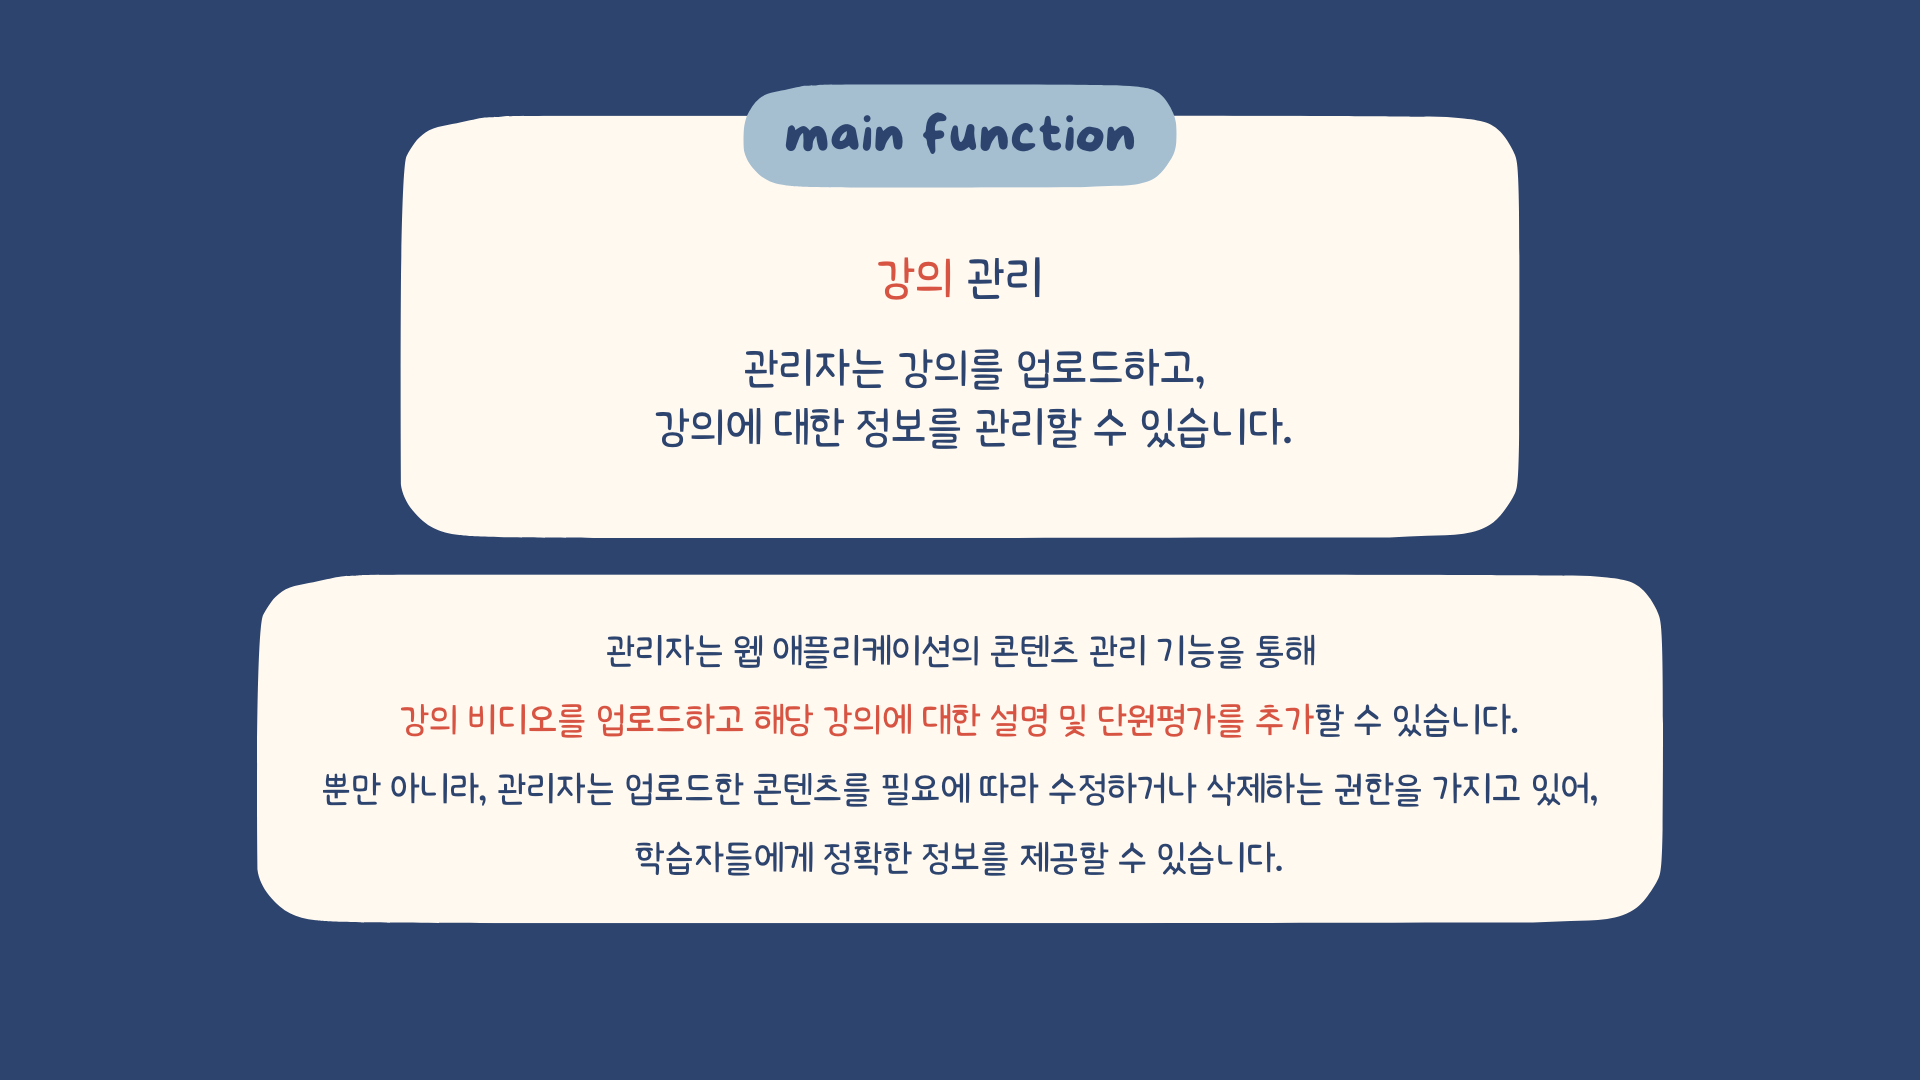 main function
강의 관리
관리자는 강의를 업로드하고,
강의에 대한 정보를 관리할 수 있습니다.
관리자는 웹 애플리케이션의 콘텐츠 관리 기능을 통해
강의 비디오를 업로드하고 해당 강의에 대한 설명 및 단원평가를 추가할 수 있습니다.
뿐만 아니라, 관리자는 업로드한 콘텐츠를 필요에 따라 수정하거나 삭제하는 권한을 가지고 있어,
학습자들에게 정확한 정보를 제공할 수 있습니다.